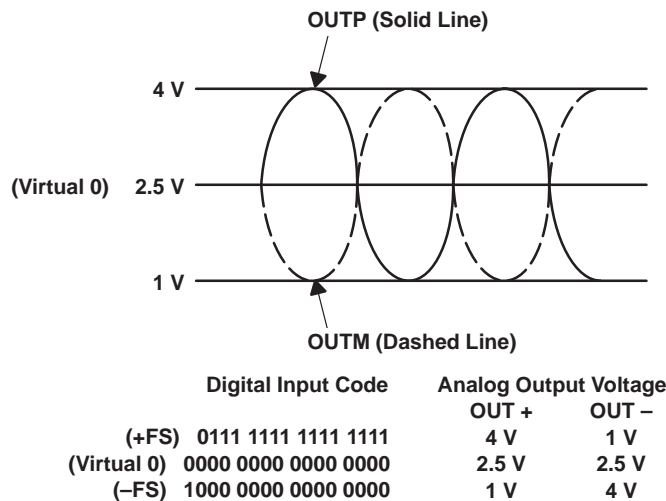 OUTP (Solid Line)
4 V
(Virtual 0) 2.5 V
1 V
OUTM (Dashed Line)
Digital Input Code Analog Output Voltage
OUT + OUT –
(+FS) 0111 1111 1111 1111 4 V 1 V
(Virtual 0) 0000 0000 0000 0000 2.5 V 2.5 V
(–FS) 1000 0000 0000 0000 1 V 4 V